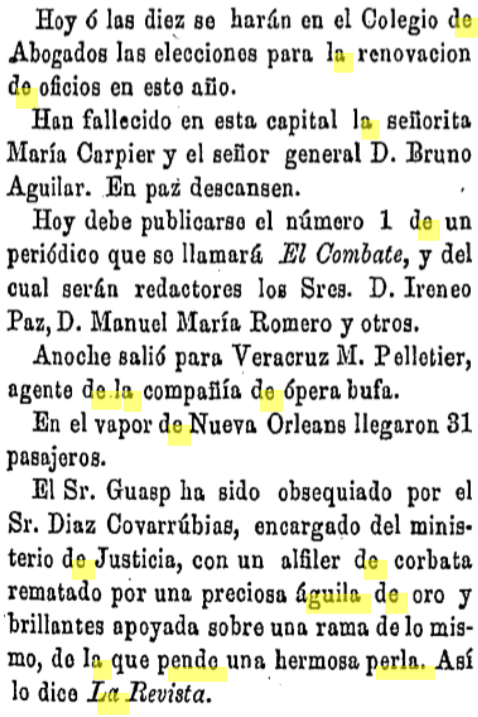 Hoy ó las diez se harán en el Colegio de
Abogados las elecciones para la renovacion
de oficios en este año.
Han fallecido en esta capital la señorita
María Carpier y el señor general D. Bruno
Aguilar. En paz descansen.
Hoy debe publicarse el número 1 de un
periódico que se llamará El Combate, y del
cual serán redactores los Sres. D. Ireneo
Paz, D. Manuel María Romero y otros.
Anoche salió para Veracruz M. Pelletier,
agente de la compañía de ópera bufa.
En el vapor de Nueva Orleans llegaron 31
pasajeros.
El Sr. Guasp ha sido obsequiado por el
Sr. Diaz Covarrúbias, encargado del minis-
terio de Justicia, con un alfiler de corbata
rematado por una preciosa águila de oro y
brillantes apoyada sobre una rama de lo mis-
mo, de la que pende una hermosa perla. Así
lo dice La Revista.